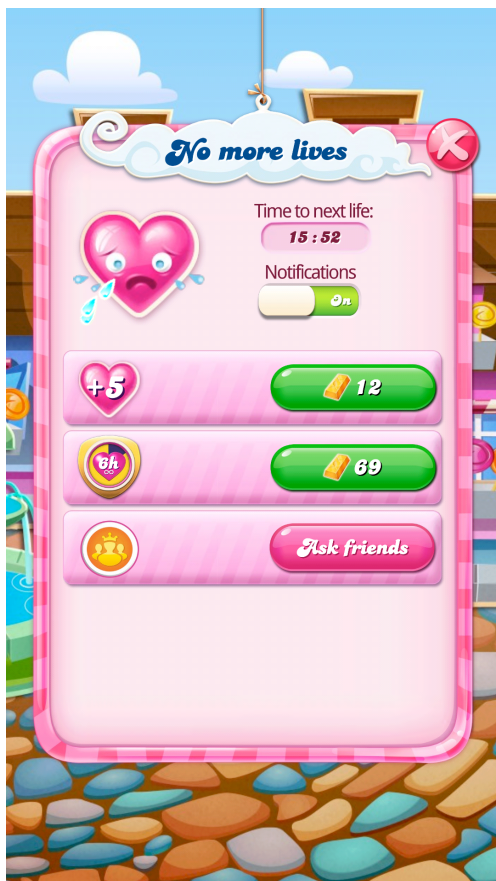 No more lives
Time to next life:
15 : 52
Notifications
On
+5
12
6h
∞
69
Ask friends